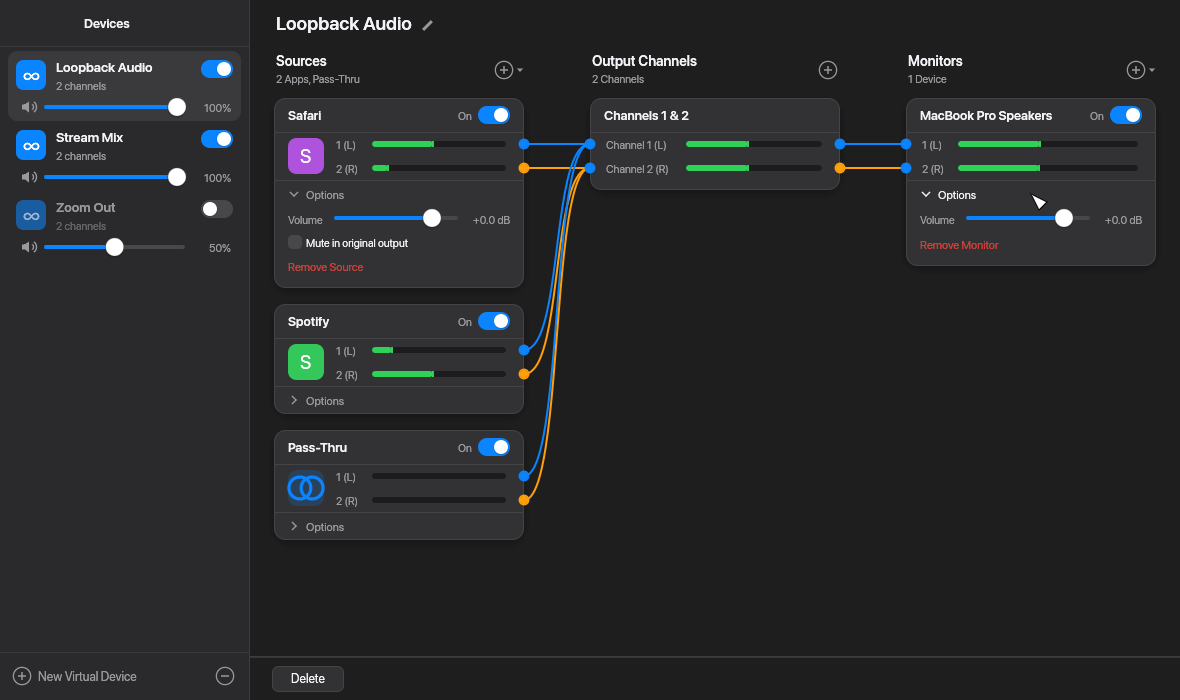 Devices
Loopback Audio
2 channels
100%
Stream Mix
2 channels
100%
Zoom Out
2 channels
50%
New Virtual Device
Loopback Audio
Sources
2 Apps, Pass-Thru
Safari
On
S
1 (L)
2 (R)
Options
Volume
+0.0 dB
Mute in original output
Remove Source
Spotify
On
S
1 (L)
2 (R)
Options
Pass-Thru
On
1 (L)
2 (R)
Options
Output Channels
2 Channels
Channels 1 & 2
Channel 1 (L)
Channel 2 (R)
Monitors
1 Device
MacBook Pro Speakers
On
1 (L)
2 (R)
Options
Volume
+0.0 dB
Remove Monitor
Delete